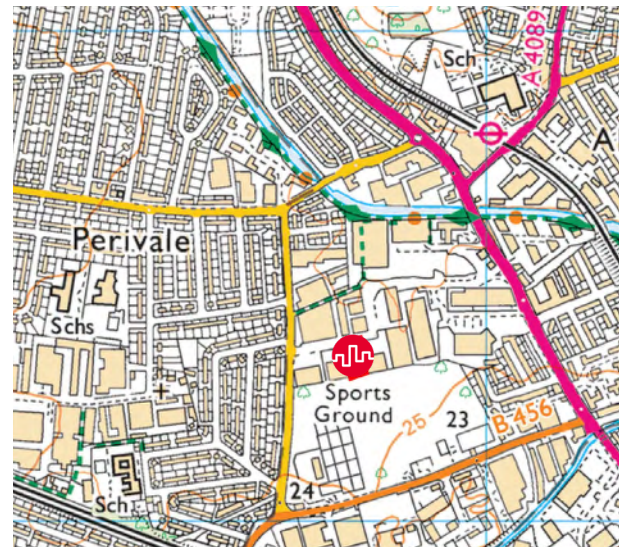 Sch
A 4089
A
Perivale
Schs
Sports
Ground
25
23
B 456
24
Sch